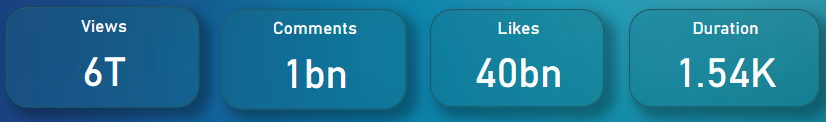 Views
6T
Comments
1bn
Likes
40bn
Duration
1.54K